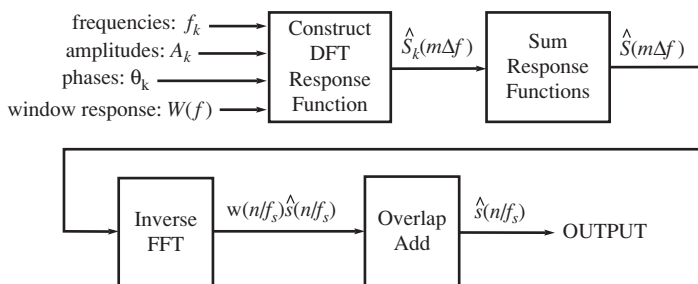 frequencies: f_k
amplitudes: A_k
phases: θ_k
window response: W(f)
Construct
DFT
Response
Function
Ŝ_k(mΔf)
Sum
Response
Functions
Ŝ(mΔf)
Inverse
FFT
w(n/f_s)ŝ(n/f_s)
Overlap
Add
ŝ(n/f_s)
OUTPUT